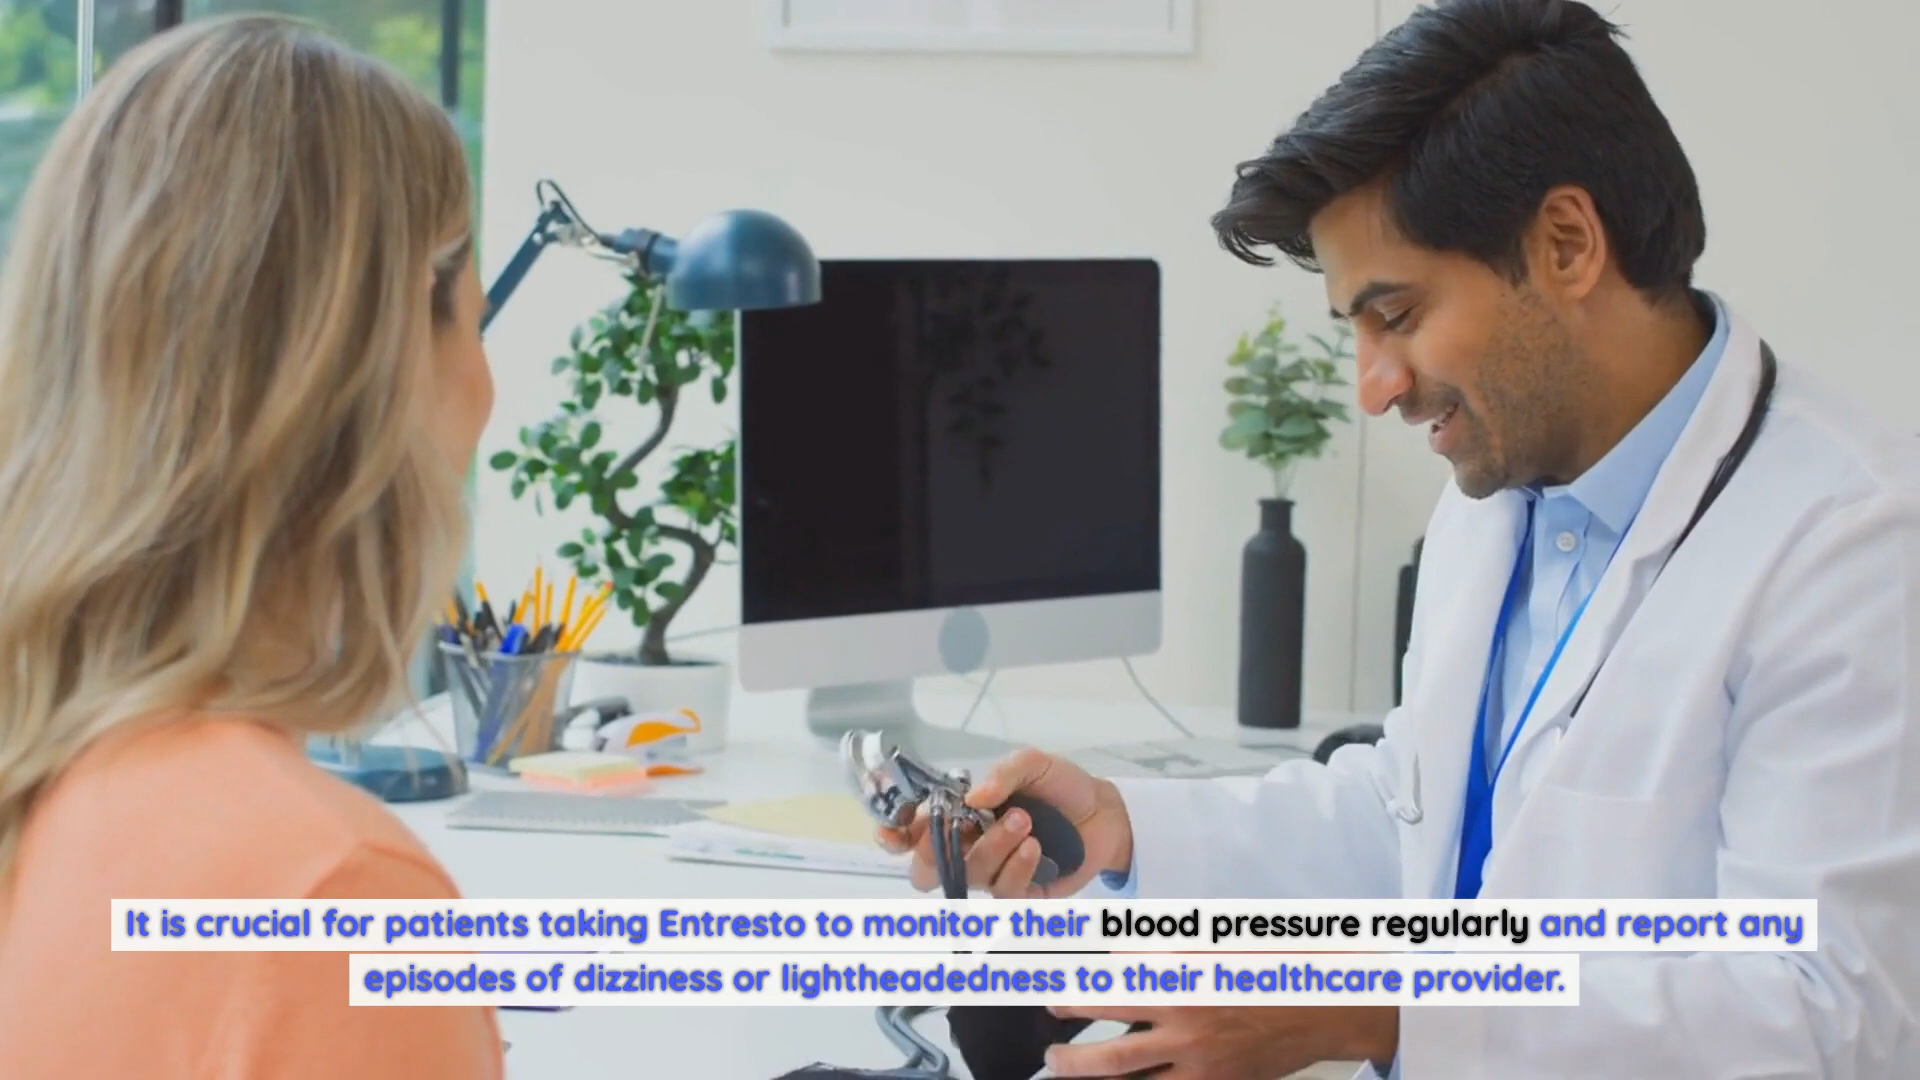 It is crucial for patients taking Entresto to monitor their blood pressure regularly and report any
episodes of dizziness or lightheadedness to their healthcare provider.